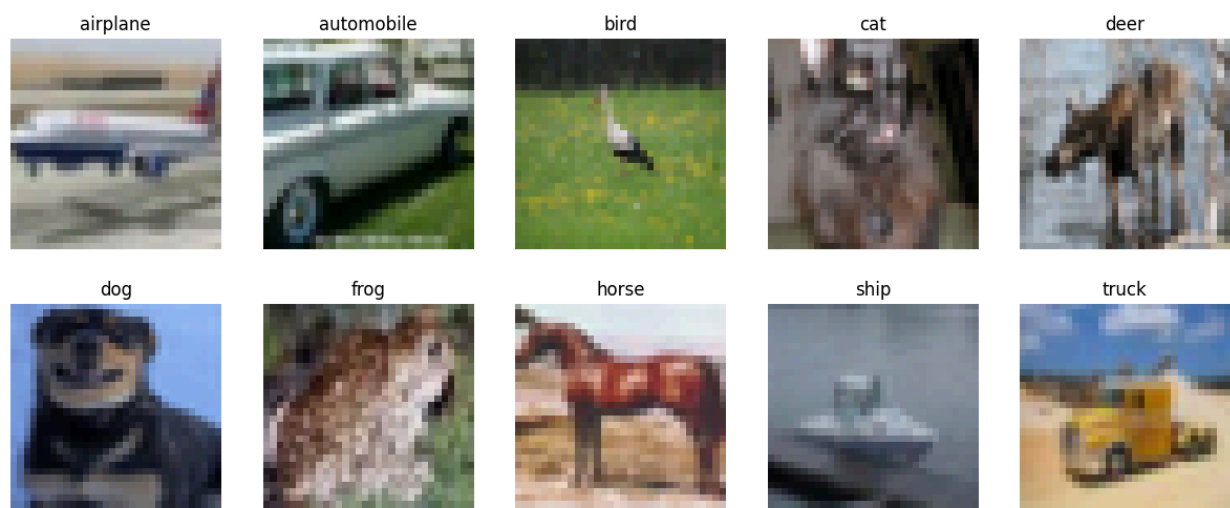 airplane
automobile
bird
cat
deer
dog
frog
horse
ship
truck